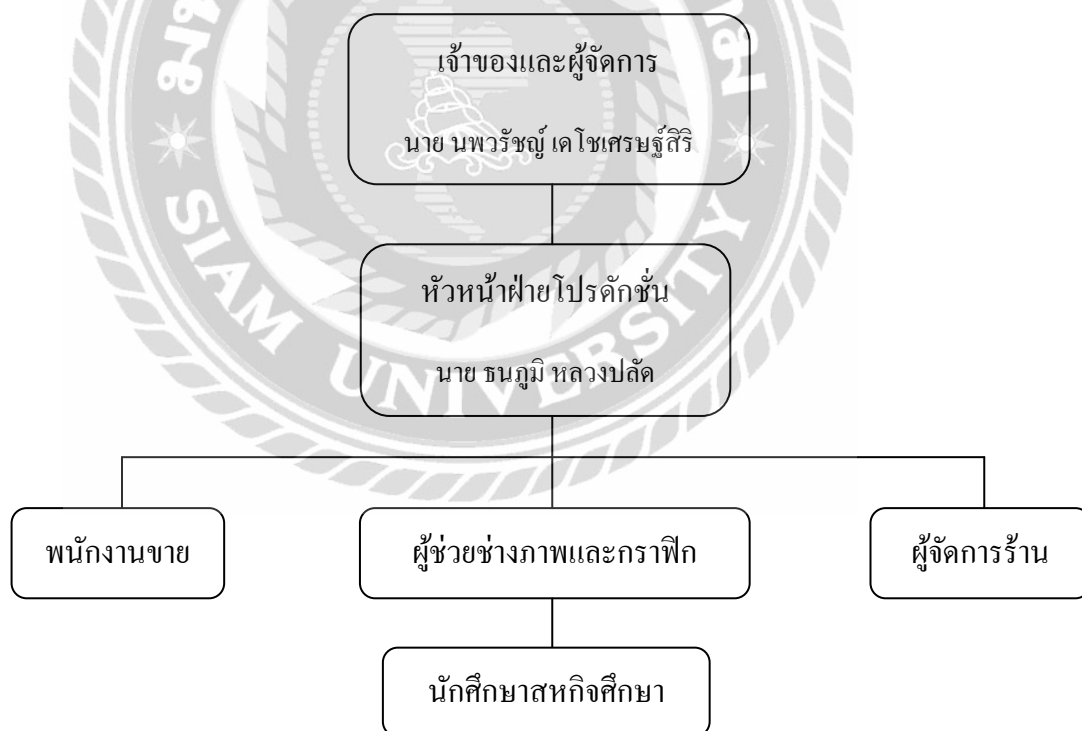 เจ้าของและผู้จัดการ
นาย นพวรัชญ์ เดโชเศรษฐ์สิริ
หัวหน้าฝ่ายโปรดักชั่น
นาย ธนภูมิ หลวงปลัด
พนักงานขาย
ผู้ช่วยช่างภาพและกราฟิก
ผู้จัดการร้าน
นักศึกษาสหกิจศึกษา
SIAM UNIVERSITY